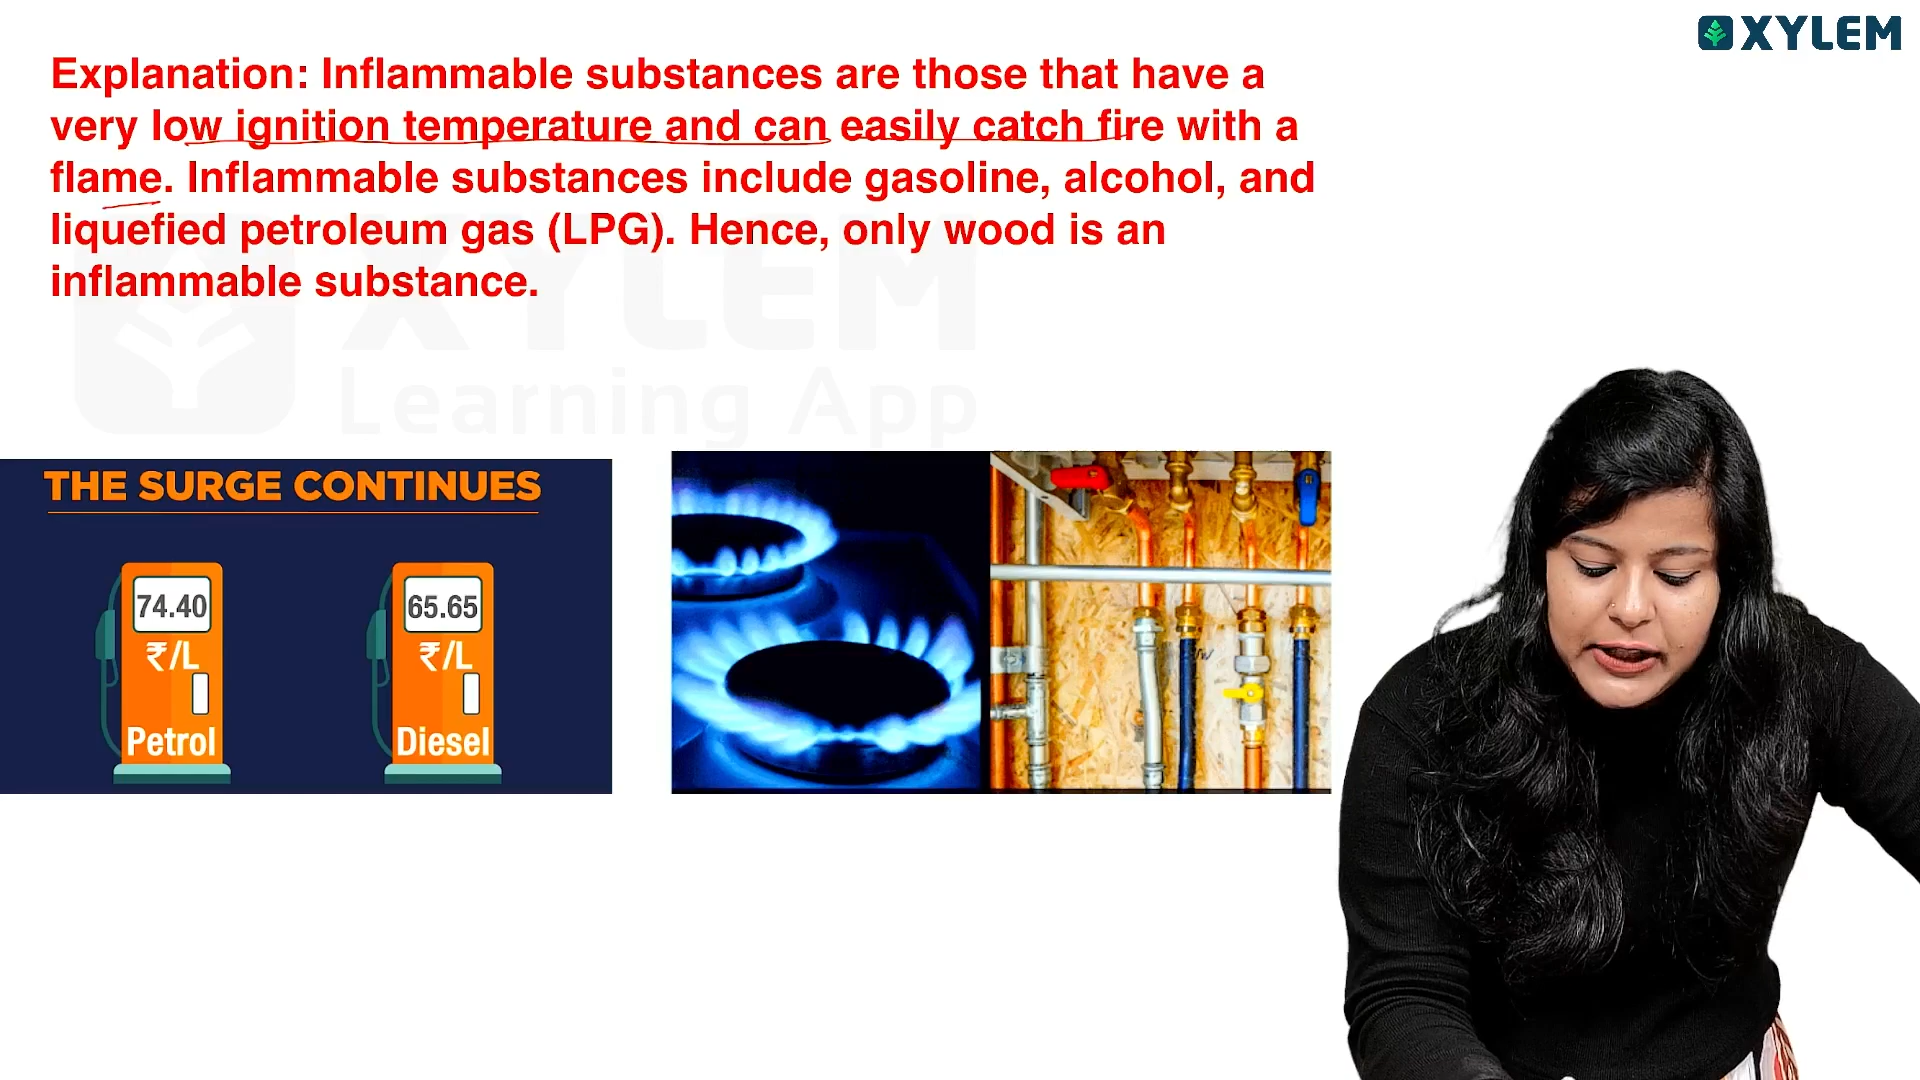 XYLEM
Explanation: Inflammable substances are those that have a
very low ignition temperature and can easily catch fire with a
flame. Inflammable substances include gasoline, alcohol, and
liquefied petroleum gas (LPG). Hence, only wood is an
inflammable substance.
XYLEM
Learning App
THE SURGE CONTINUES
74.40
₹/L
Petrol
65.65
₹/L
Diesel